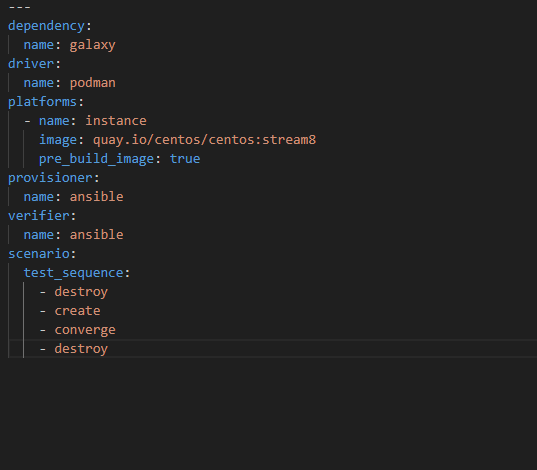 ---
dependency:
  name: galaxy
driver:
  name: podman
platforms:
  - name: instance
    image: quay.io/centos/centos:stream8
    pre_build_image: true
provisioner:
  name: ansible
verifier:
  name: ansible
scenario:
  test_sequence:
    - destroy
    - create
    - converge
    - destroy